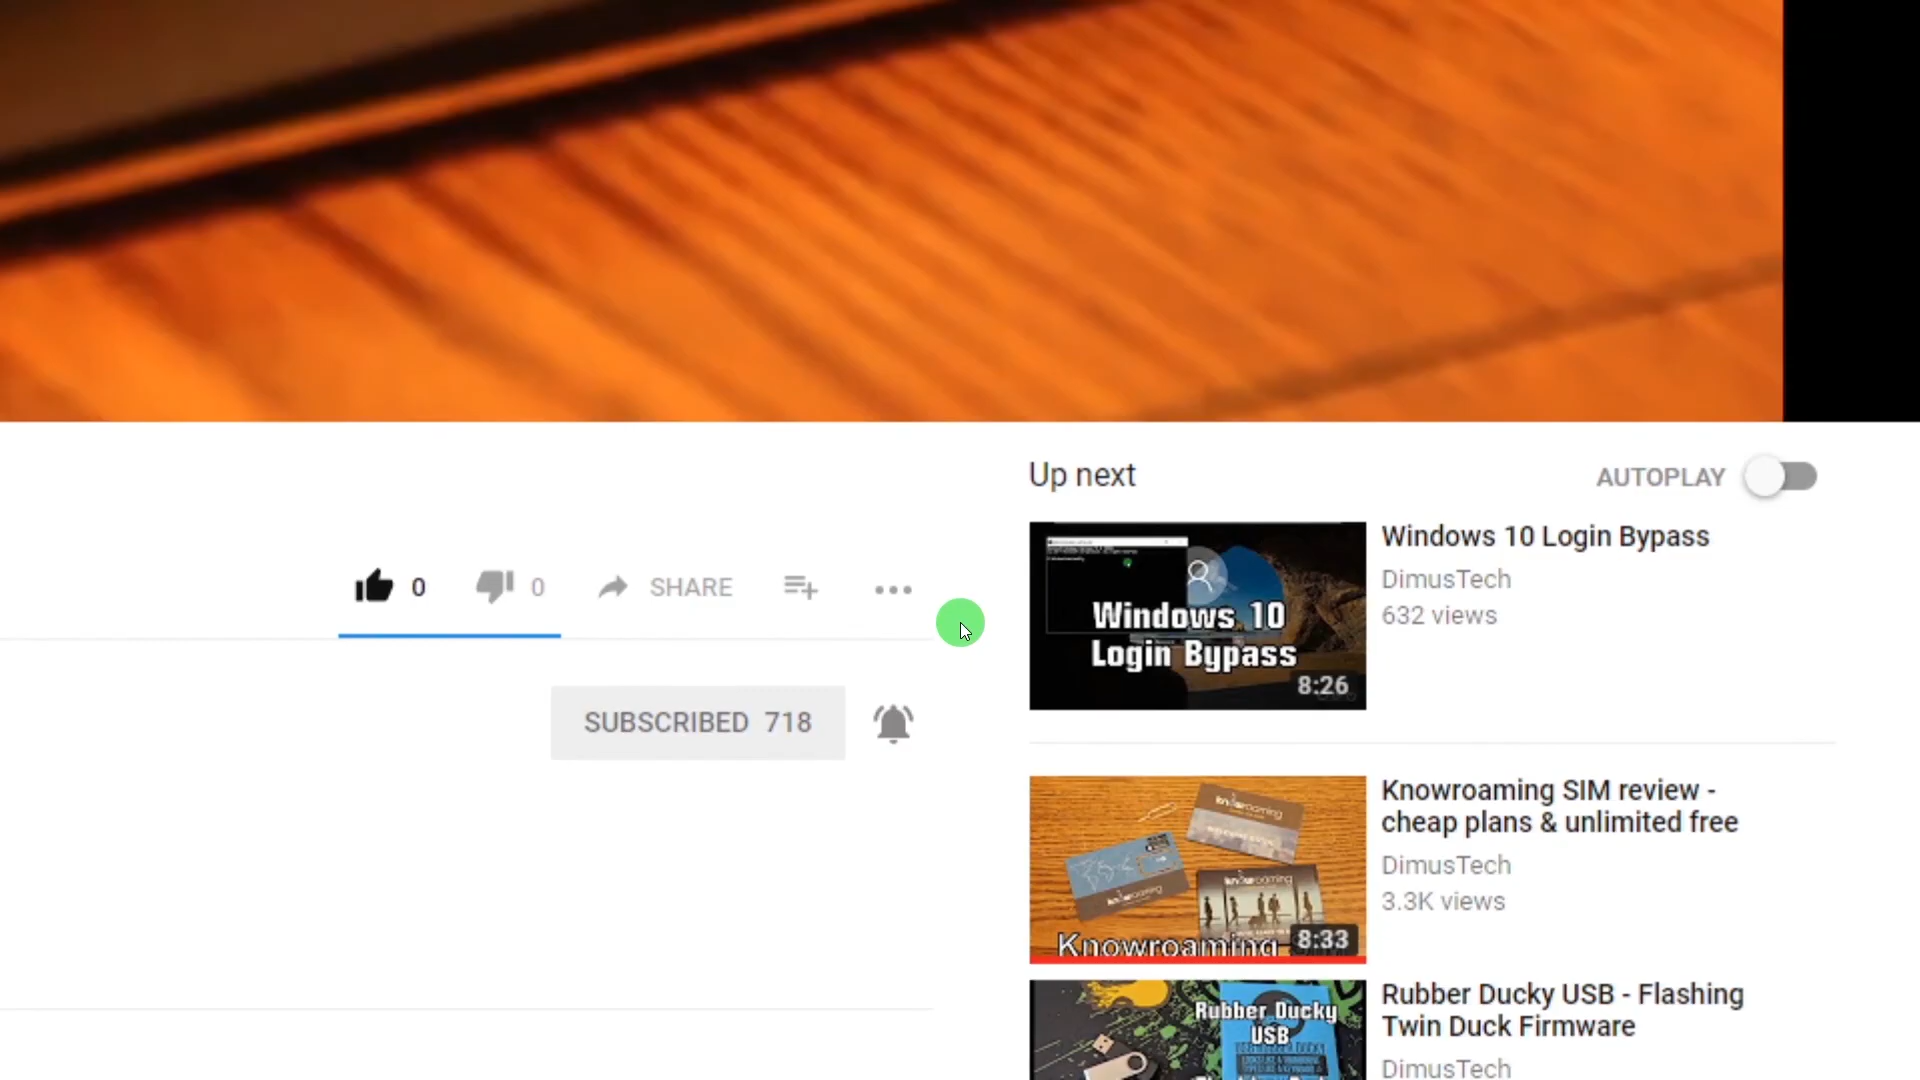 Up next
AUTOPLAY
0
0
SHARE
SUBSCRIBED 718
Windows 10
Login Bypass
8:26
Windows 10 Login Bypass
DimusTech
632 views
knowroaming
knowroaming
Knowroaming
8:33
Knowroaming SIM review -
cheap plans & unlimited free
DimusTech
3.3K views
Rubber Ducky
USB
Rubber Ducky USB - Flashing
Twin Duck Firmware
DimusTech